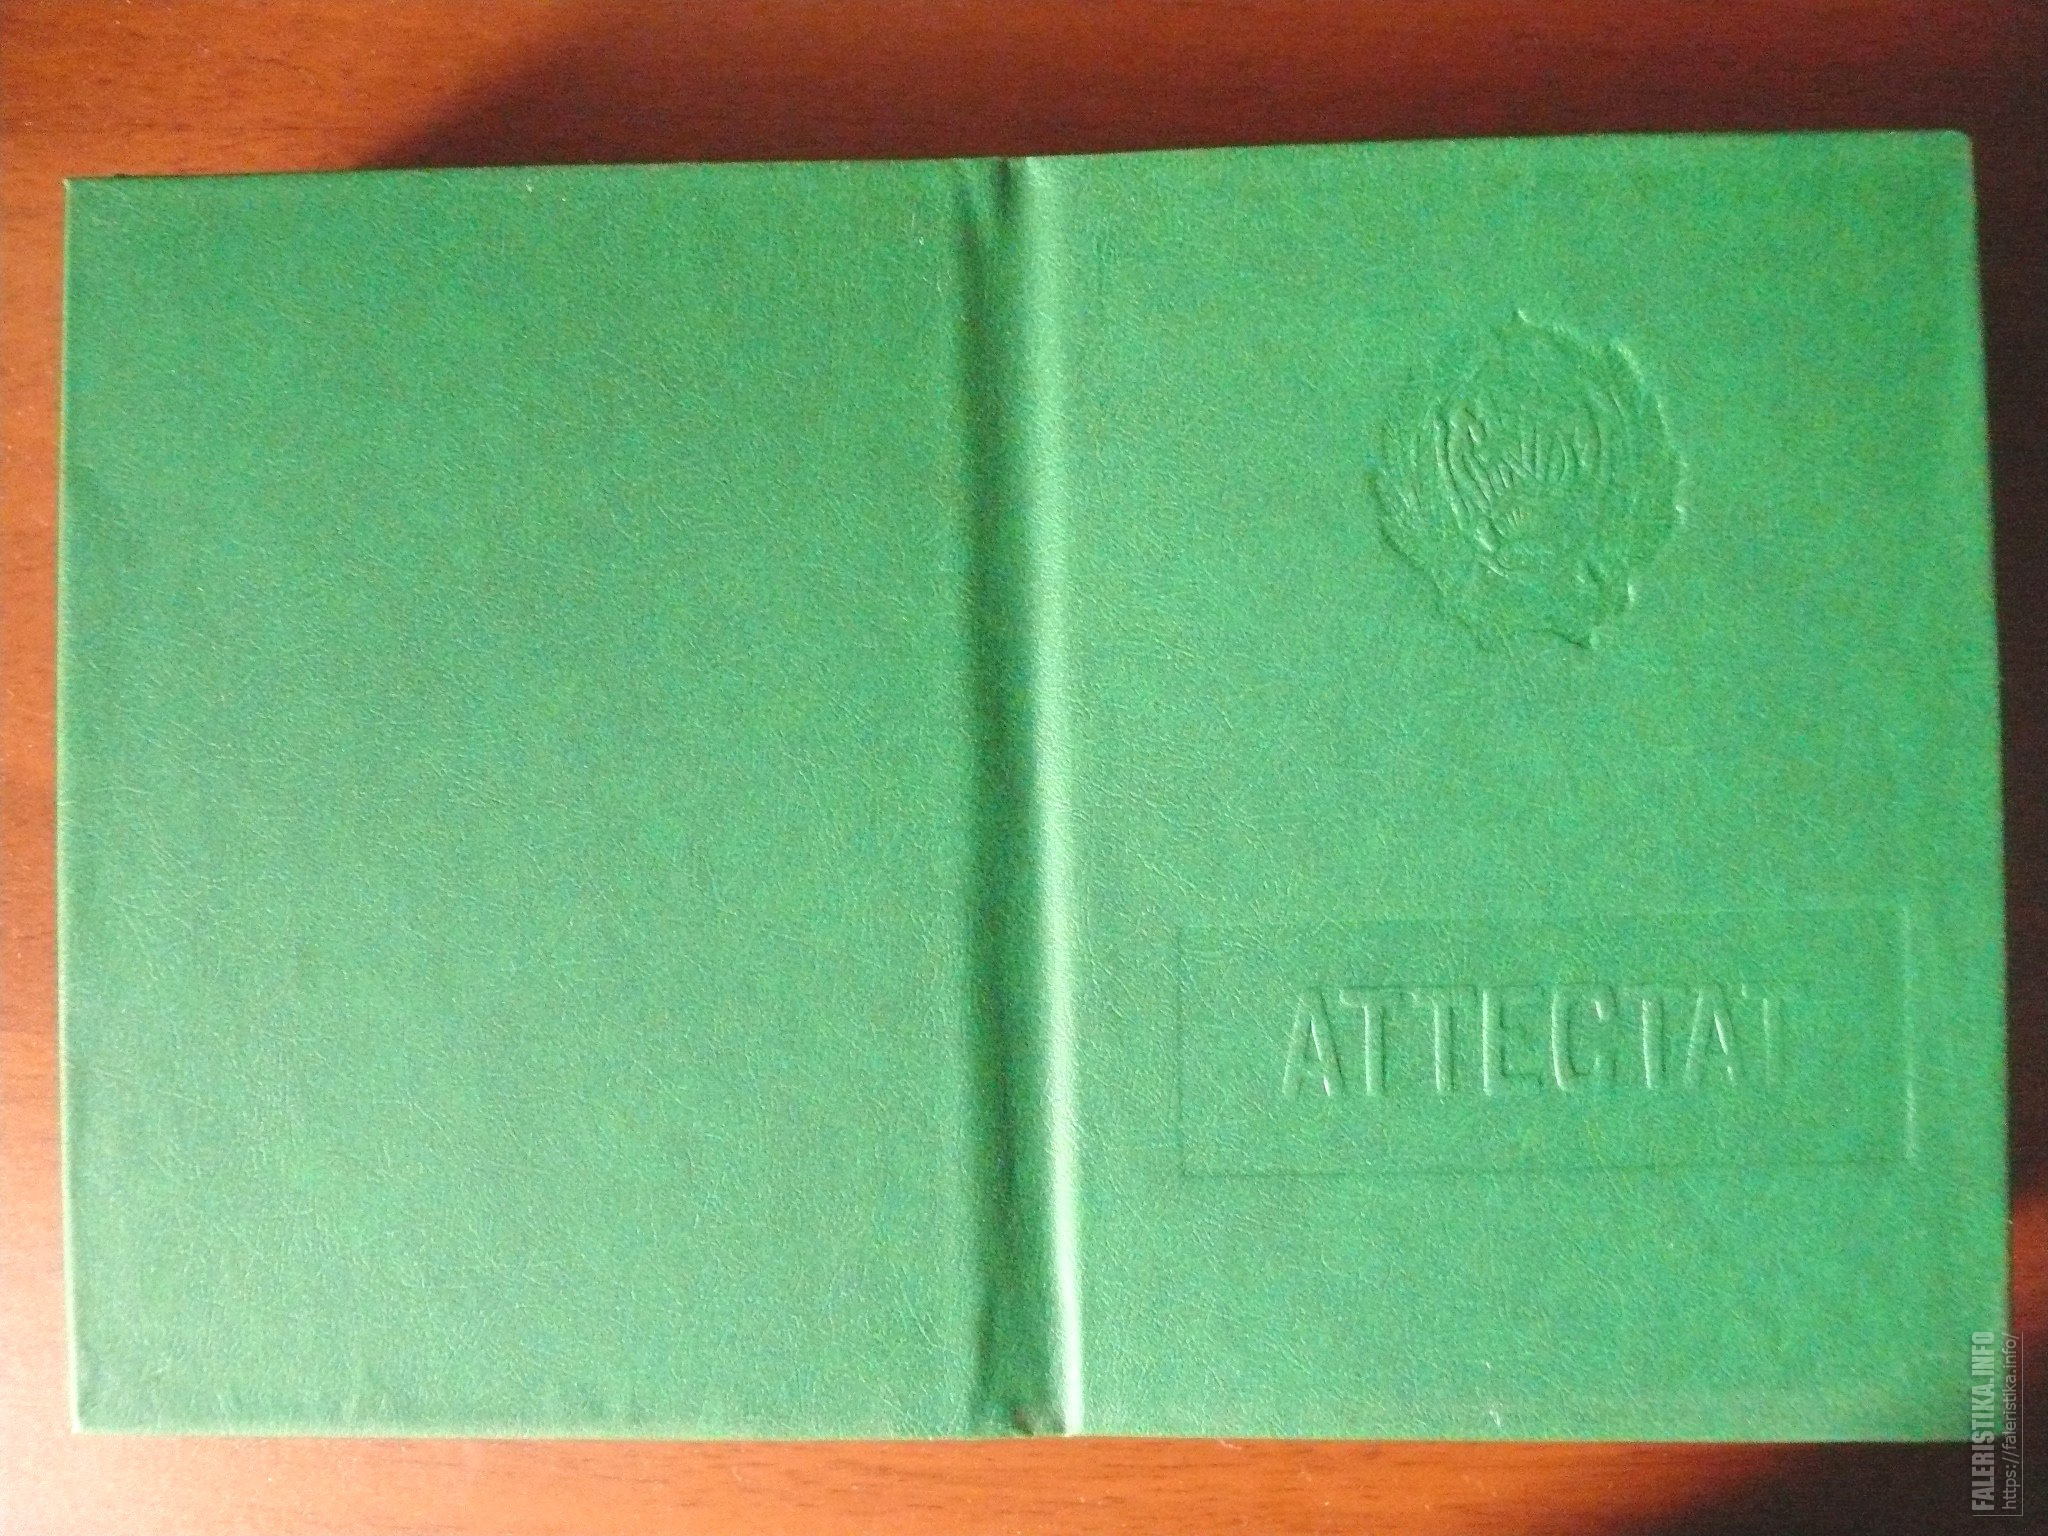 АТТЕСТАТ
FALERISTIKA.INFO
https://faleristika.info/